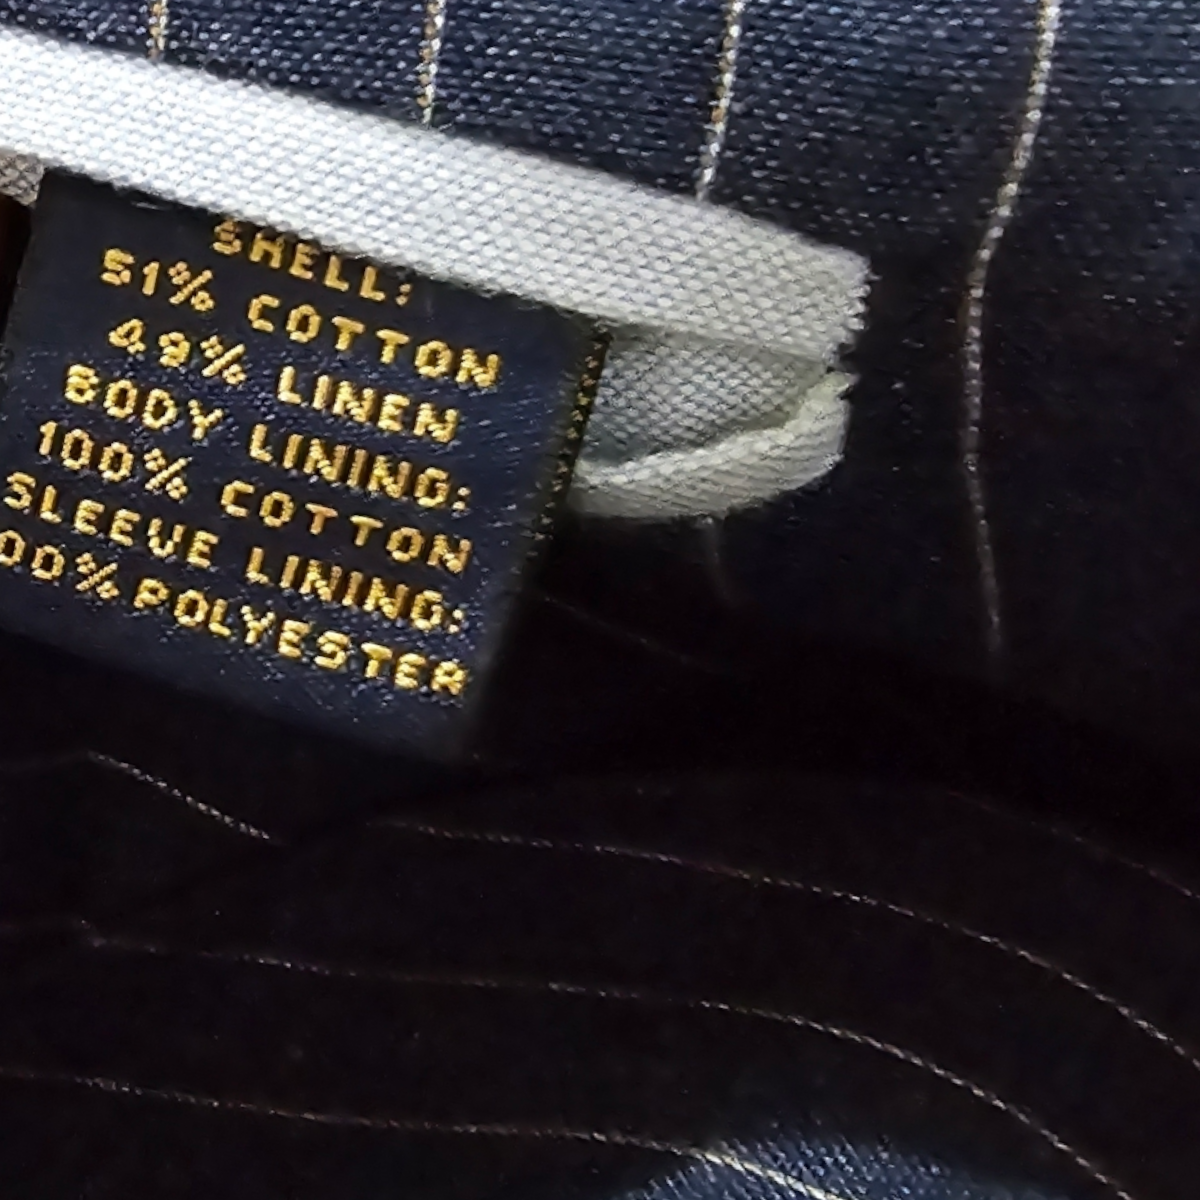 SHELL:
51% COTTON
49% LINEN
BODY LINING:
100% COTTON
SLEEVE LINING:
00% POLYESTER